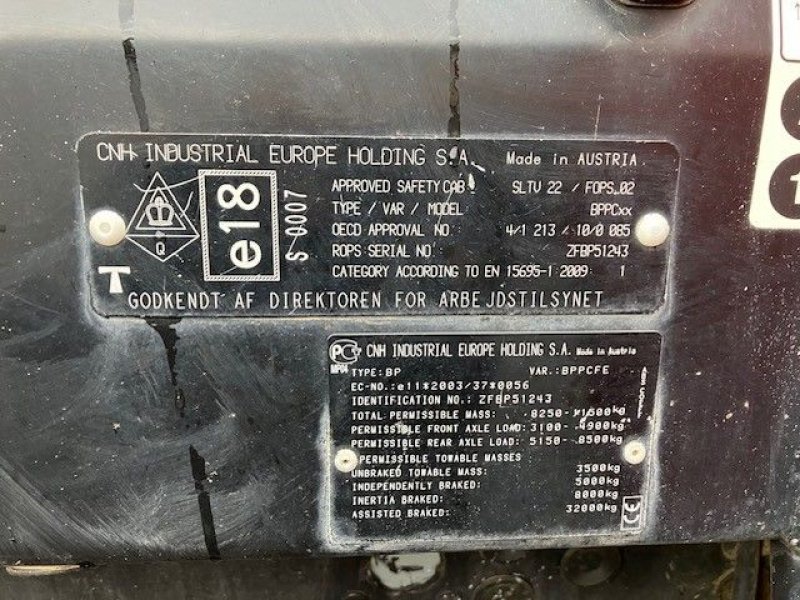 CNH INDUSTRIAL EUROPE HOLDING S.A. Made in AUSTRIA.
APPROVED SAFETY CAB SLTV 22 / FOPS.02
TYPE / VAR / MODEL BPPCxx
OECD APPROVAL NO 4/1 213 / 10/0 085
ROPS SERIAL NO ZFBP51243
CATEGORY ACCORDING TO EN 15695-1:2009: 1
e18
S-0007
Q
T
GODKENDT AF DIREKTOREN FOR ARBEJDSTILSYNET
MP04
CNH INDUSTRIAL EUROPE HOLDING S.A. Made in Austria
TYPE: BP VAR.: BPPCFE
EC-NO.: e11*2003/37*0056
IDENTIFICATION NO.: ZFBP51243
TOTAL PERMISSIBLE MASS: 8250- 11500kg
PERMISSIBLE FRONT AXLE LOAD: 3100- 4900kg
PERMISSIBLE REAR AXLE LOAD: 5150- 8500kg
PERMISSIBLE TOWABLE MASSES
UNBRAKED TOWABLE MASS: 3500kg
INDEPENDENTLY BRAKED: 5000kg
INERTIA BRAKED: 8000kg
ASSISTED BRAKED: 32000kg
CE